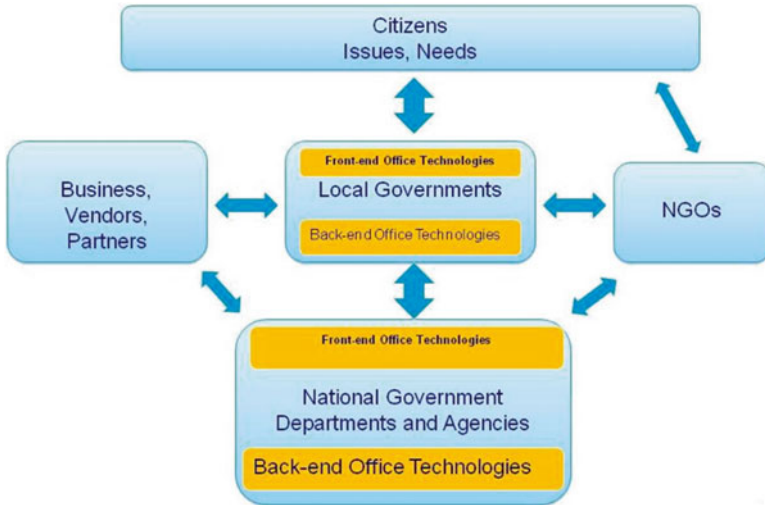 Citizens
Issues, Needs
Business,
Vendors,
Partners
Front-end Office Technologies
Local Governments
Back-end Office Technologies
NGOs
Front-end Office Technologies
National Government
Departments and Agencies
Back-end Office Technologies